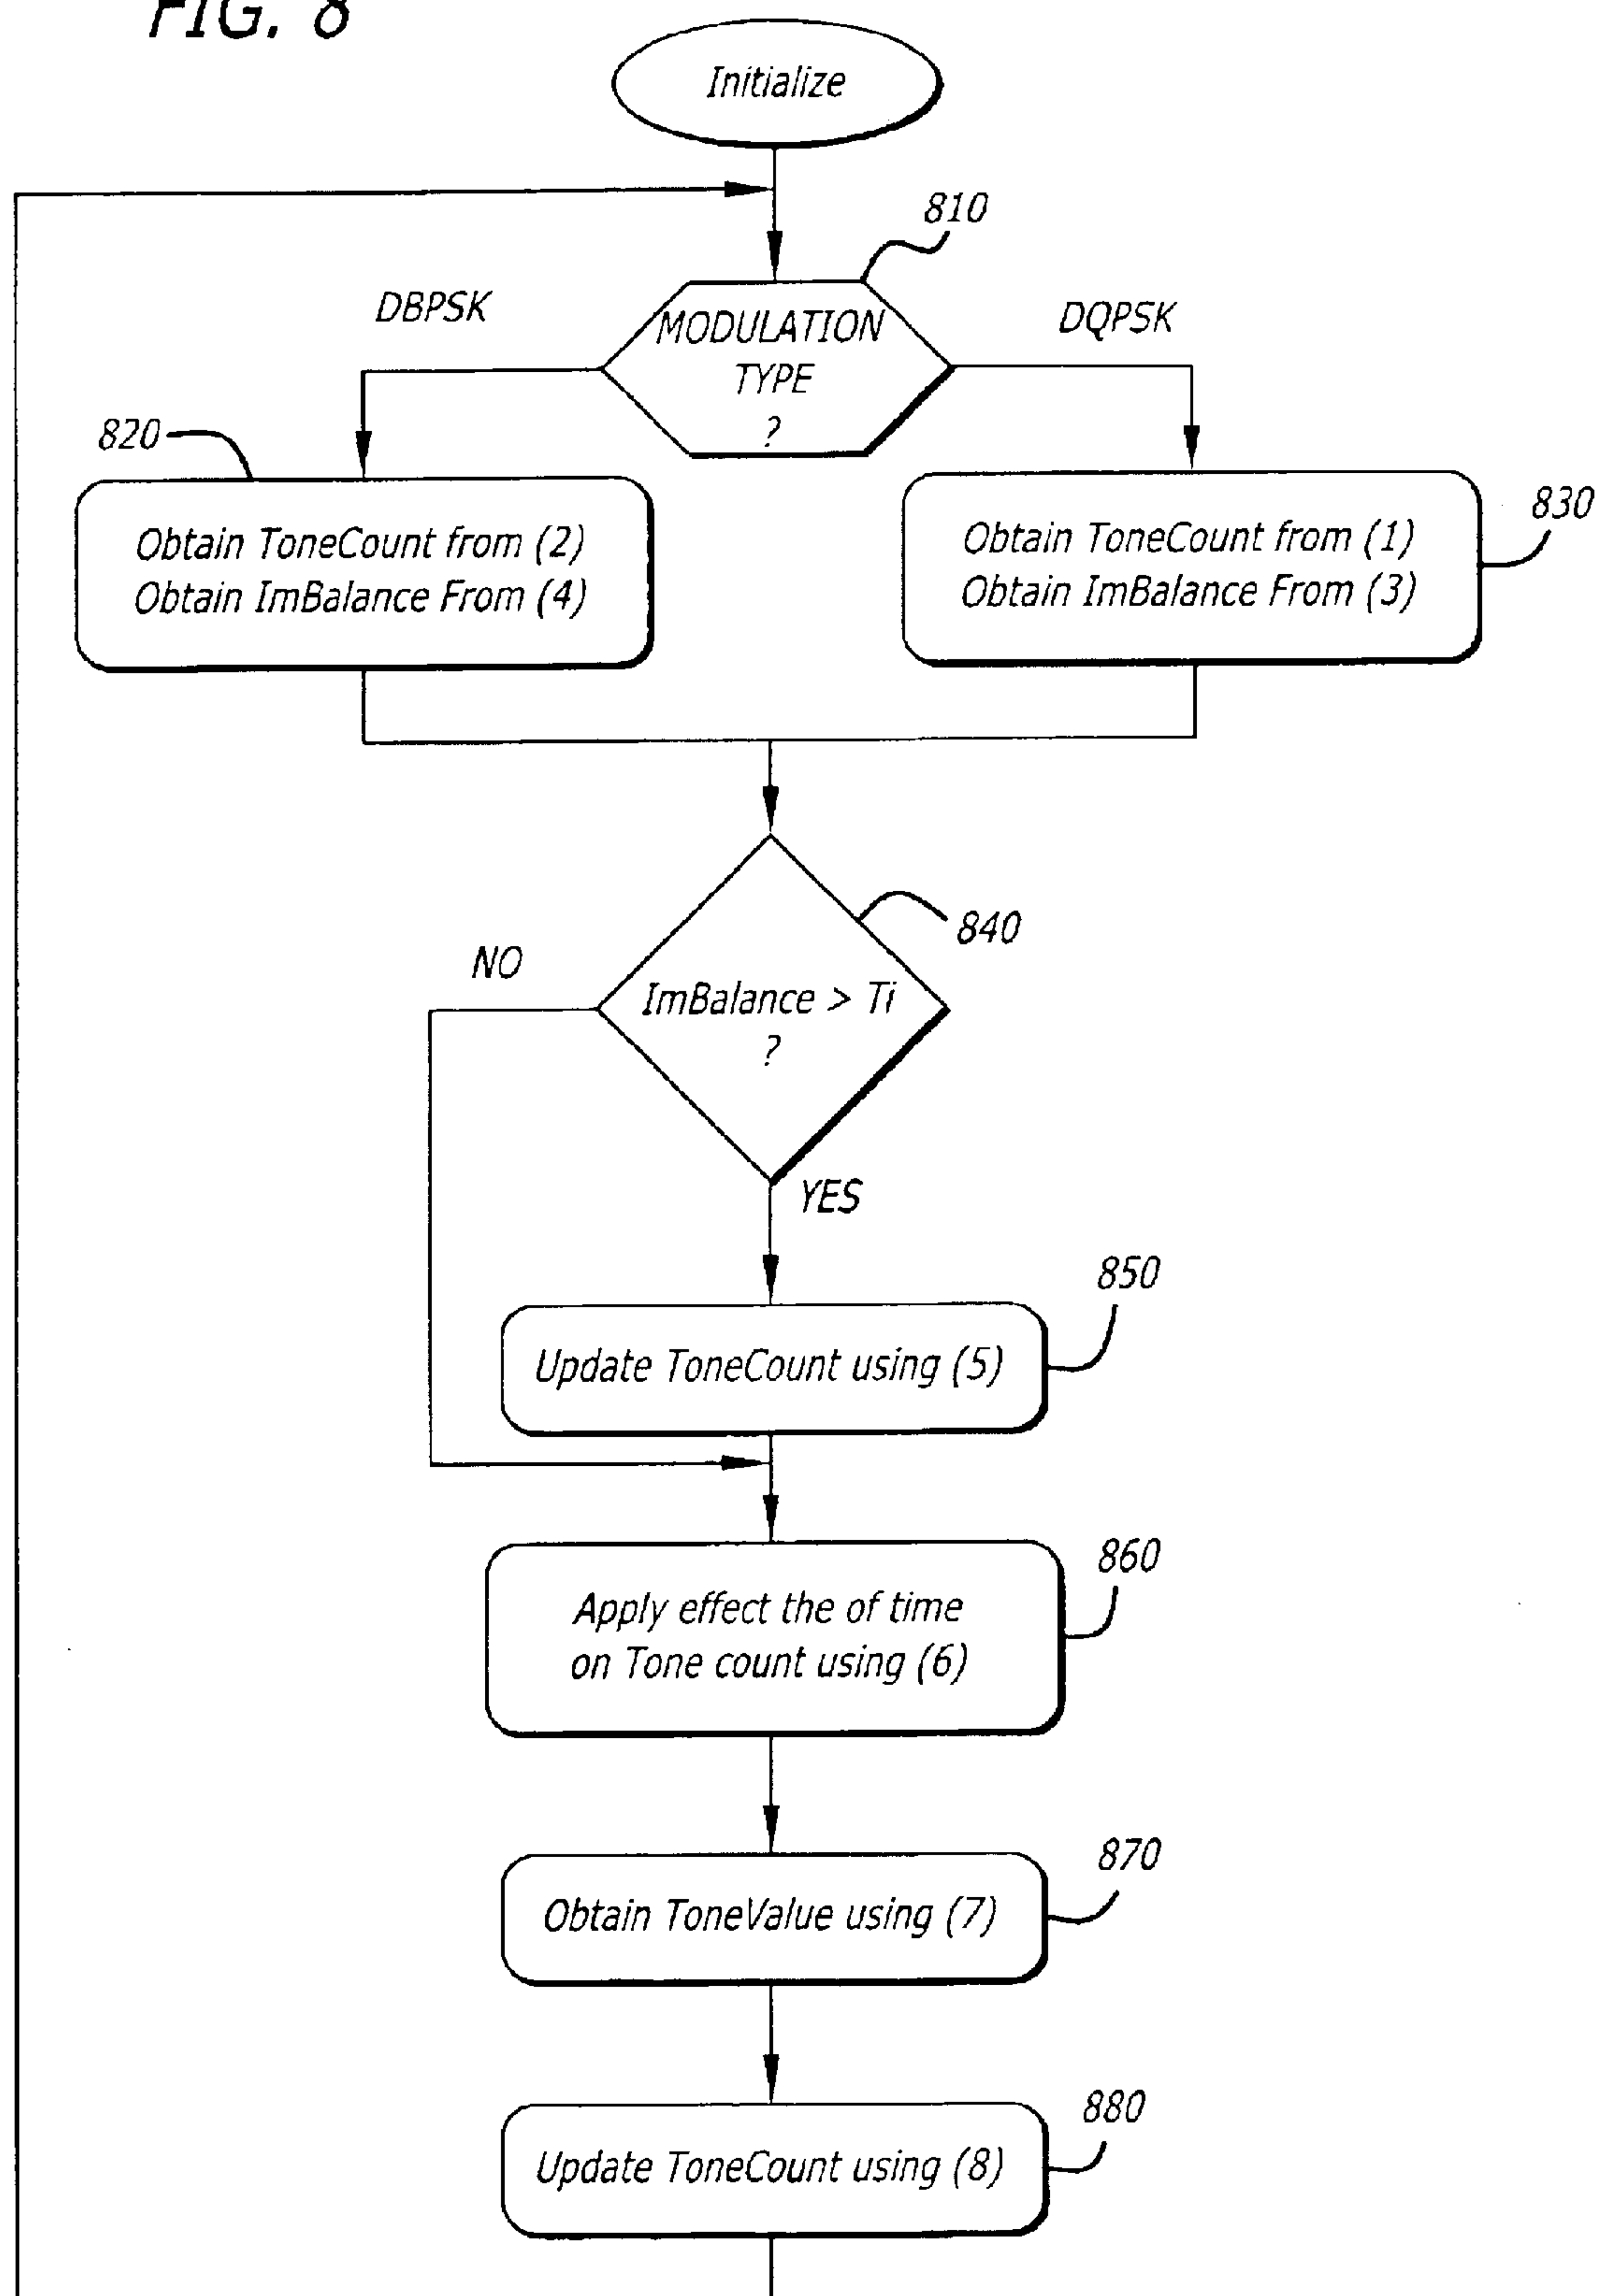 FIG. 8
Initialize
810
DBPSK
MODULATION
TYPE
?
DQPSK
820
Obtain ToneCount from (2)
Obtain ImBalance From (4)
830
Obtain ToneCount from (1)
Obtain ImBalance From (3)
840
NO
ImBalance > Ti
?
YES
850
Update ToneCount using (5)
860
Apply effect the of time
on Tone count using (6)
870
Obtain ToneValue using (7)
880
Update ToneCount using (8)